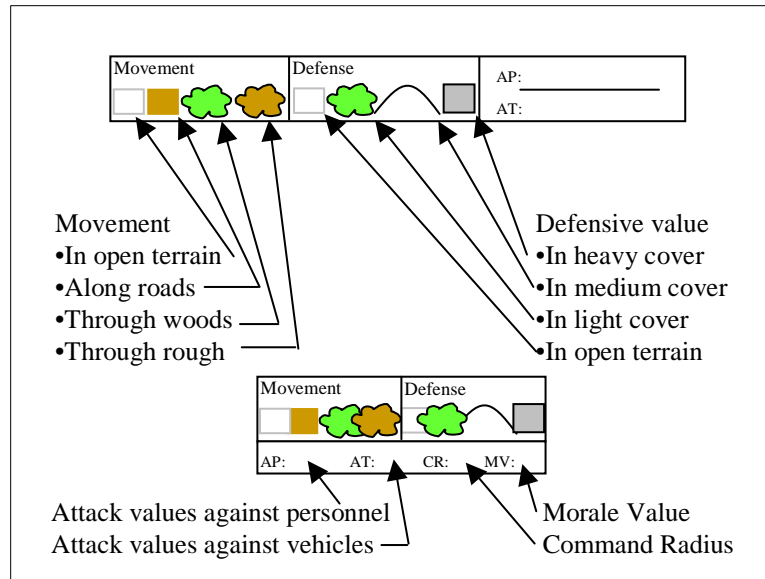 Movement
Defense
AP:
AT:
Movement
•In open terrain
•Along roads
•Through woods
•Through rough
Defensive value
•In heavy cover
•In medium cover
•In light cover
•In open terrain
Movement
Defense
AP: AT: CR: MV:
Attack values against personnel
Attack values against vehicles
Morale Value
Command Radius